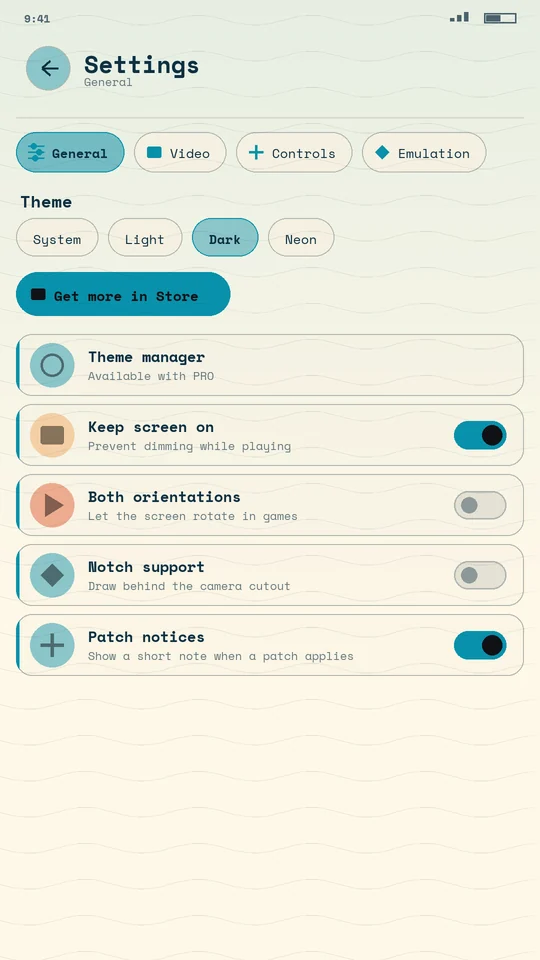 9:41
Settings
General
General
Video
Controls
Emulation
Theme
System
Light
Dark
Neon
Get more in Store
Theme manager
Available with PRO
Keep screen on
Prevent dimming while playing
Both orientations
Let the screen rotate in games
Notch support
Draw behind the camera cutout
Patch notices
Show a short note when a patch applies